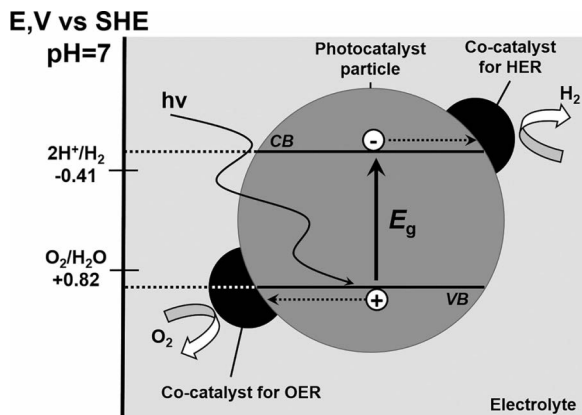 E,V vs SHE
pH=7
Photocatalyst
particle
Co-catalyst
for HER
H₂
hv
CB
-
2H⁺/H₂
-0.41
E_g
O₂/H₂O
+0.82
+
VB
O₂
Co-catalyst for OER
Electrolyte